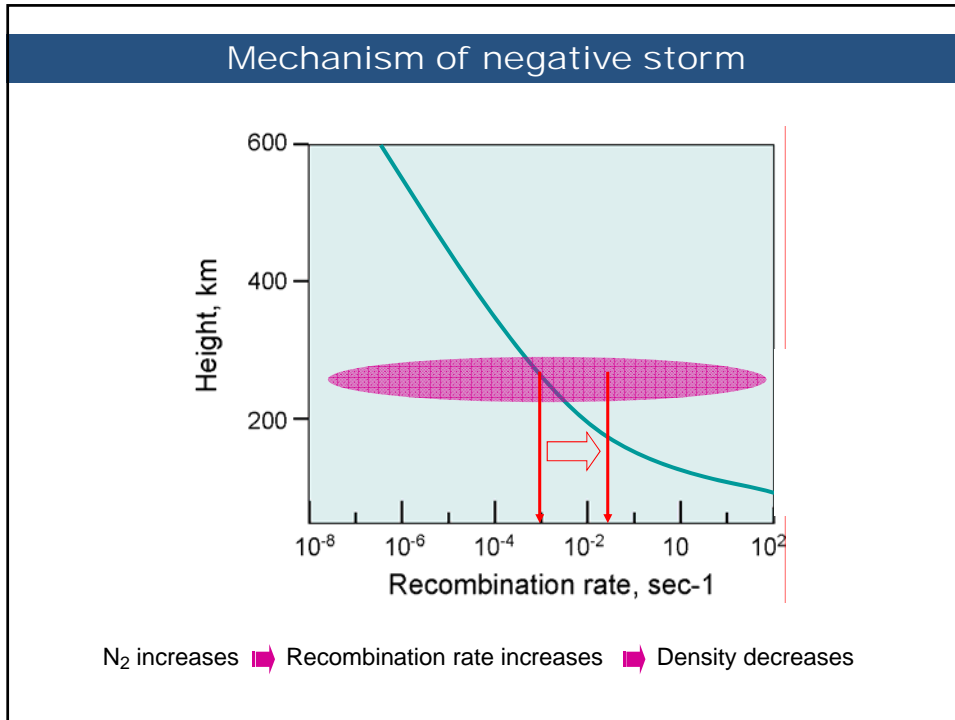 Mechanism of negative storm
600
400
200
Height, km
10⁻⁸ 10⁻⁶ 10⁻⁴ 10⁻² 10 10²
Recombination rate, sec-1
N₂ increases Recombination rate increases Density decreases